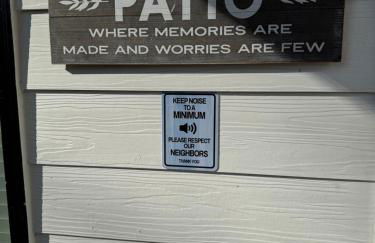 PATIO
WHERE MEMORIES ARE
MADE AND WORRIES ARE FEW
KEEP NOISE
TO A
MINIMUM
PLEASE RESPECT
OUR
NEIGHBORS
THANK YOU